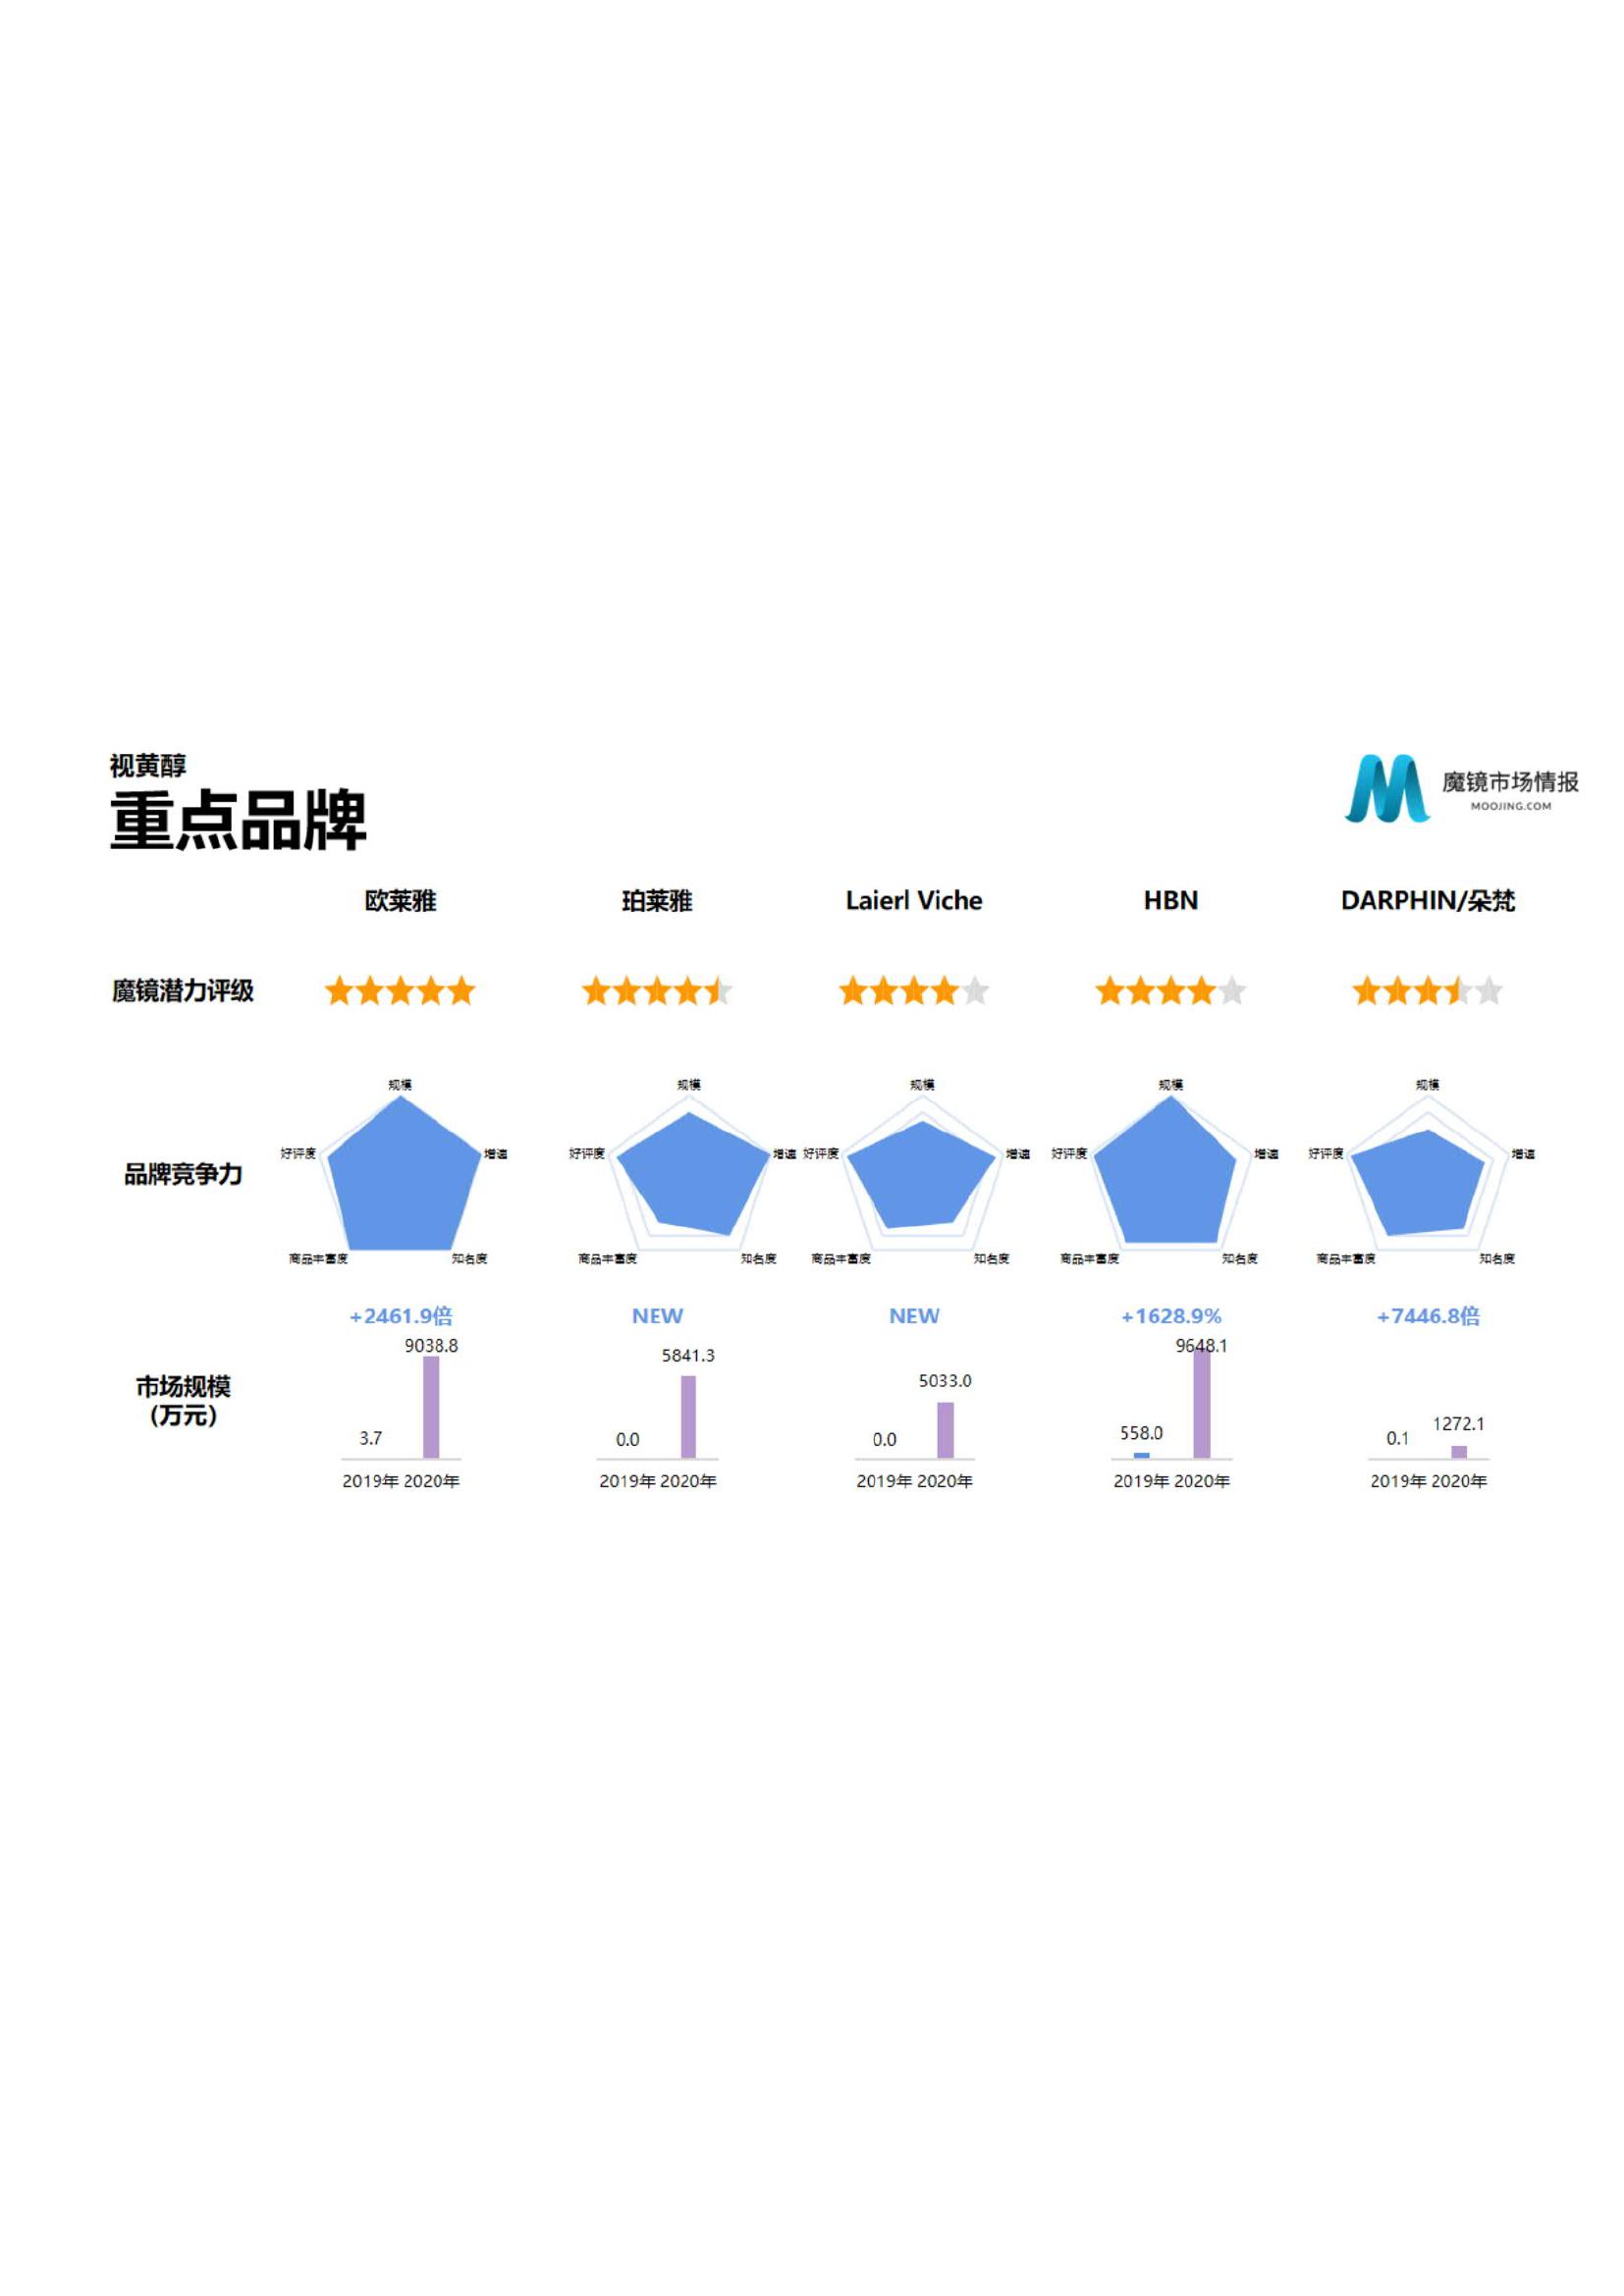 视黄醇
重点品牌
魔镜市场情报
MOOJING.COM
欧莱雅 珀莱雅 Laierl Viche HBN DARPHIN/朵梵
魔镜潜力评级
规模 规模 规模 规模 规模
好评度 增速 好评度 增速 好评度 增速 好评度 增速 好评度 增速
品牌竞争力
商品丰富度 知名度 商品丰富度 知名度 商品丰富度 知名度 商品丰富度 知名度 商品丰富度 知名度
+2461.9倍 NEW NEW +1628.9% +7446.8倍
9038.8 5841.3 5033.0 9648.1 1272.1
市场规模
(万元)
3.7 0.0 0.0 558.0 0.1
2019年 2020年 2019年 2020年 2019年 2020年 2019年 2020年 2019年 2020年